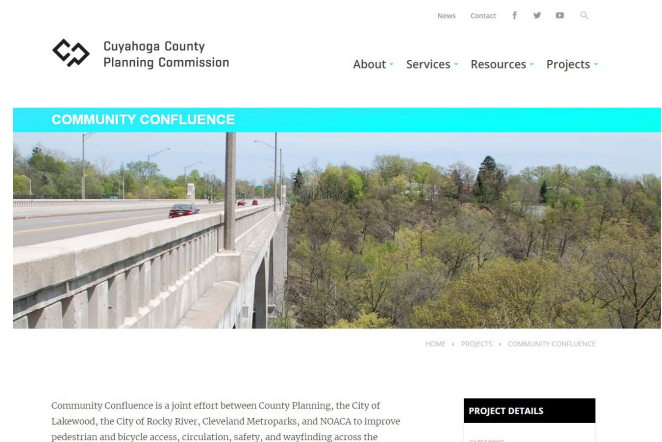 News Contact
Cuyahoga County
Planning Commission
About Services Resources Projects
COMMUNITY CONFLUENCE
HOME PROJECTS COMMUNITY CONFLUENCE
Community Confluence is a joint effort between County Planning, the City of
Lakewood, the City of Rocky River, Cleveland Metroparks, and NOACA to improve
pedestrian and bicycle access, circulation, safety, and wayfinding across the
PROJECT DETAILS
CATEGORIES